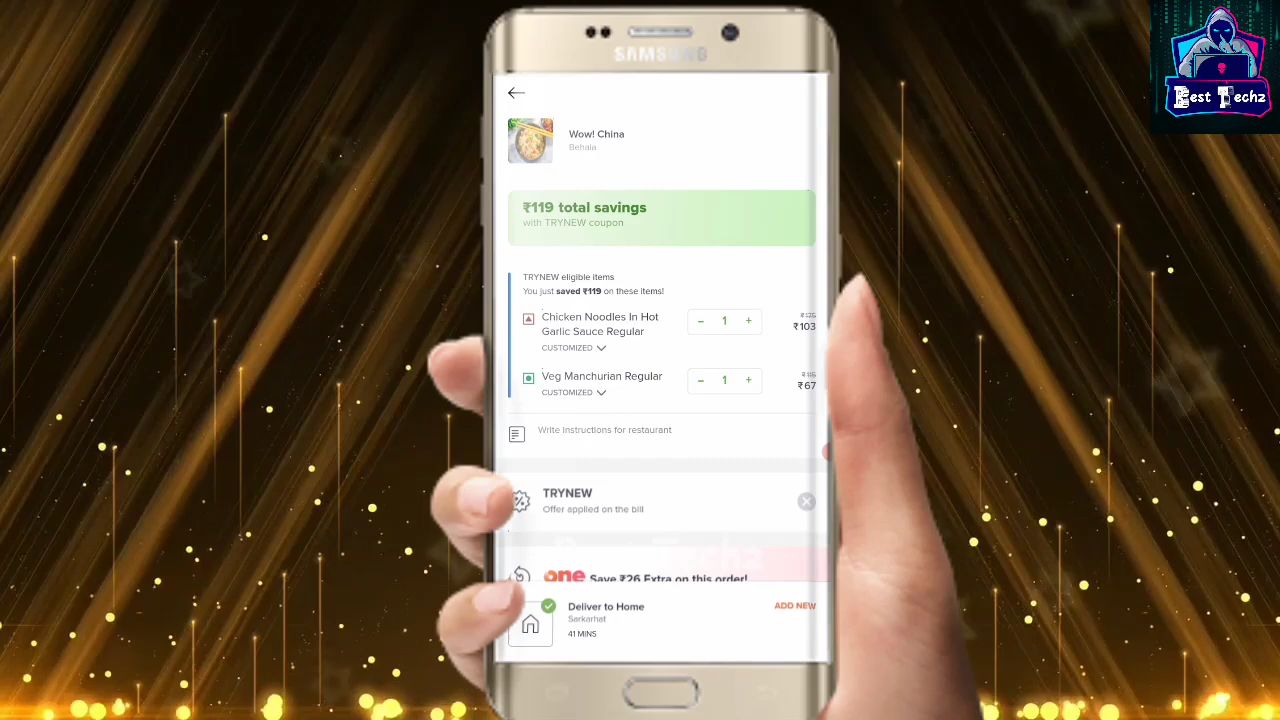 SAMSUNG
Best Techz
Wow! China
Behala
₹119 total savings
with TRYNEW coupon
TRYNEW eligible items
You just saved ₹119 on these items!
Chicken Noodles In Hot
Garlic Sauce Regular
CUSTOMIZED
- 1 +
₹103
Veg Manchurian Regular
CUSTOMIZED
- 1 +
₹67
Write instructions for restaurant
TRYNEW
Offer applied on the bill
Best Techz
one Save ₹26 Extra on this order!
Deliver to Home
ADD NEW
Sarkarhat
41 MINS